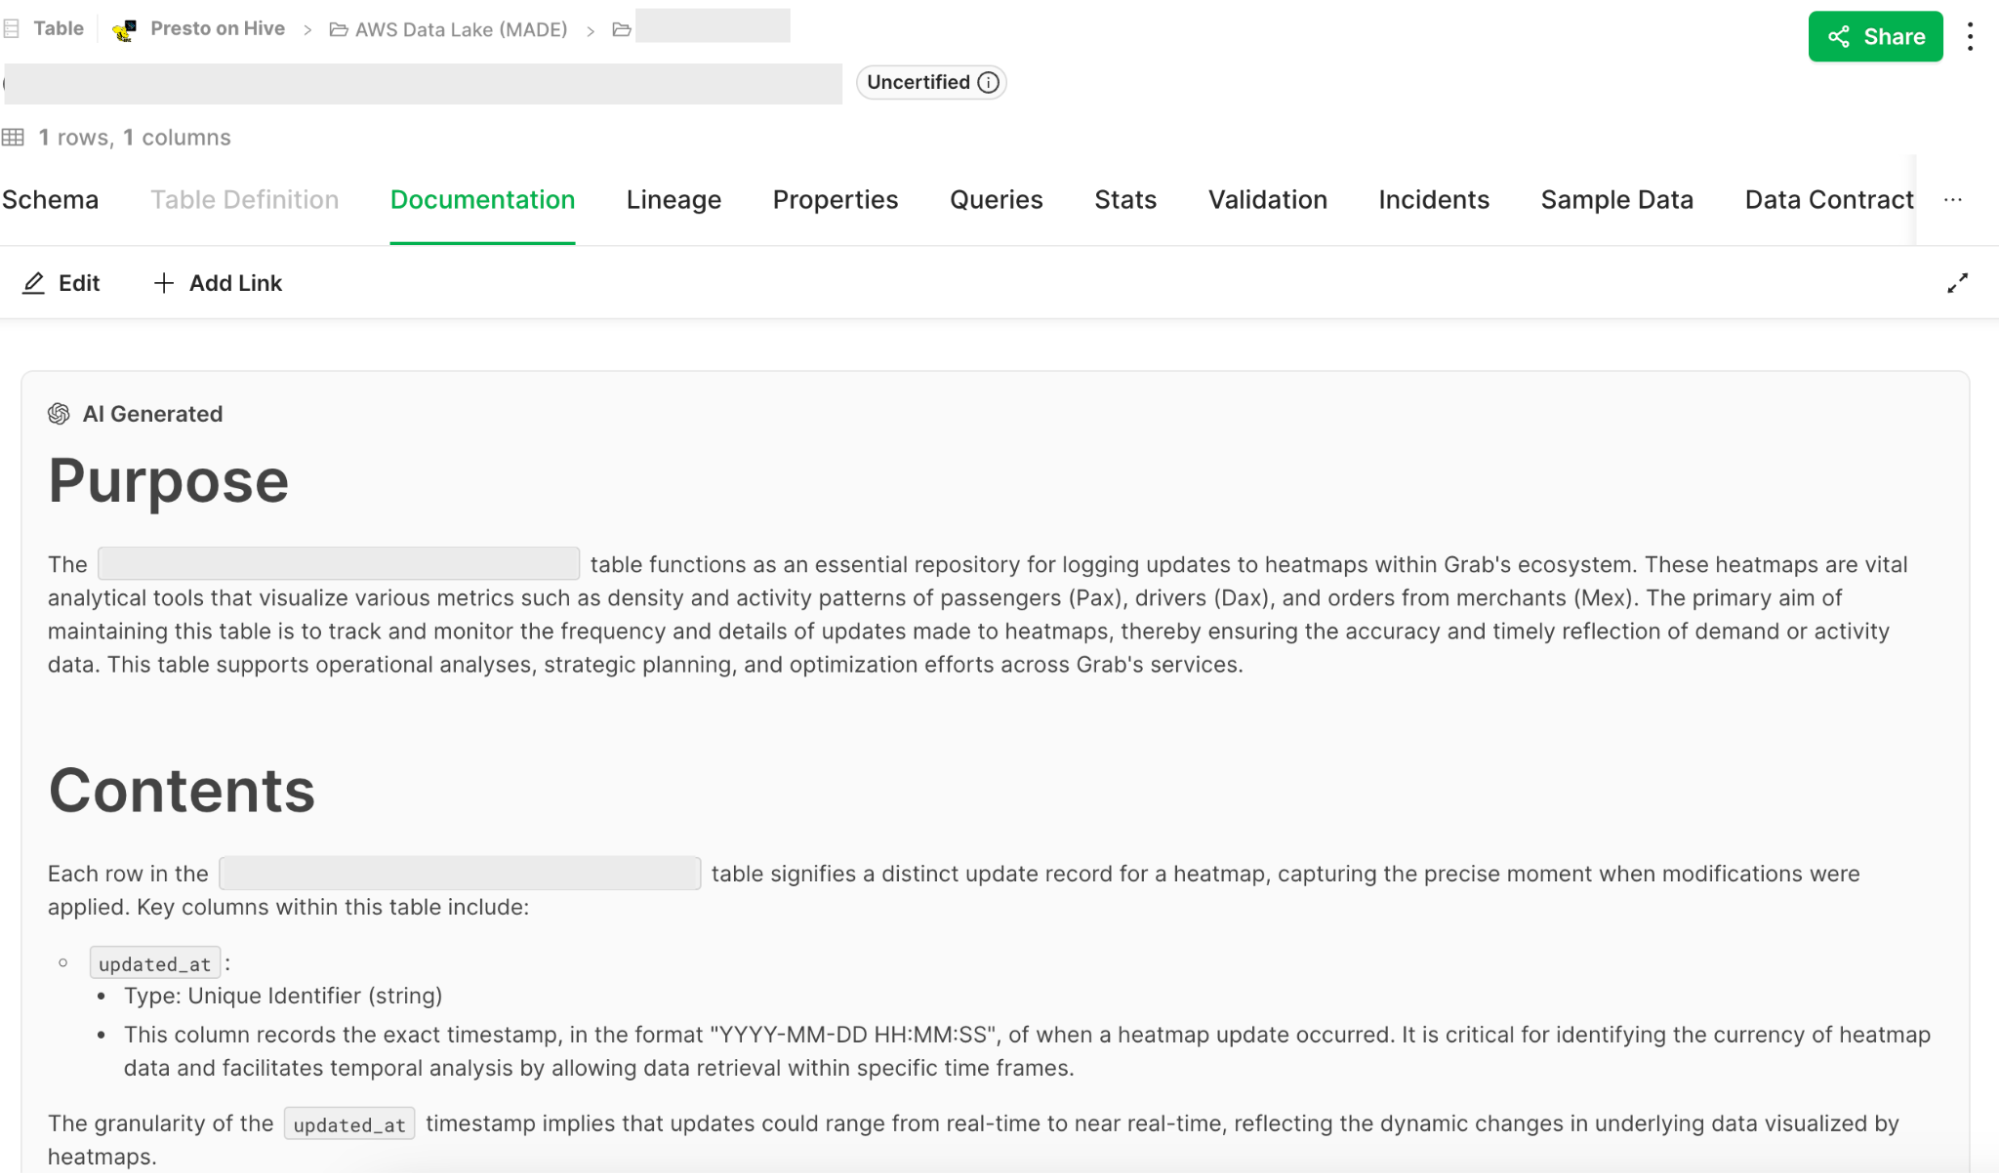 Table Presto on Hive > AWS Data Lake (MADE) >
Share
Uncertified
1 rows, 1 columns
Schema Table Definition Documentation Lineage Properties Queries Stats Validation Incidents Sample Data Data Contract ...
Edit + Add Link
AI Generated
Purpose
The table functions as an essential repository for logging updates to heatmaps within Grab's ecosystem. These heatmaps are vital
analytical tools that visualize various metrics such as density and activity patterns of passengers (Pax), drivers (Dax), and orders from merchants (Mex). The primary aim of
maintaining this table is to track and monitor the frequency and details of updates made to heatmaps, thereby ensuring the accuracy and timely reflection of demand or activity
data. This table supports operational analyses, strategic planning, and optimization efforts across Grab's services.
Contents
Each row in the table signifies a distinct update record for a heatmap, capturing the precise moment when modifications were
applied. Key columns within this table include:
updated_at :
• Type: Unique Identifier (string)
• This column records the exact timestamp, in the format "YYYY-MM-DD HH:MM:SS", of when a heatmap update occurred. It is critical for identifying the currency of heatmap
data and facilitates temporal analysis by allowing data retrieval within specific time frames.
The granularity of the updated_at timestamp implies that updates could range from real-time to near real-time, reflecting the dynamic changes in underlying data visualized by
heatmaps.